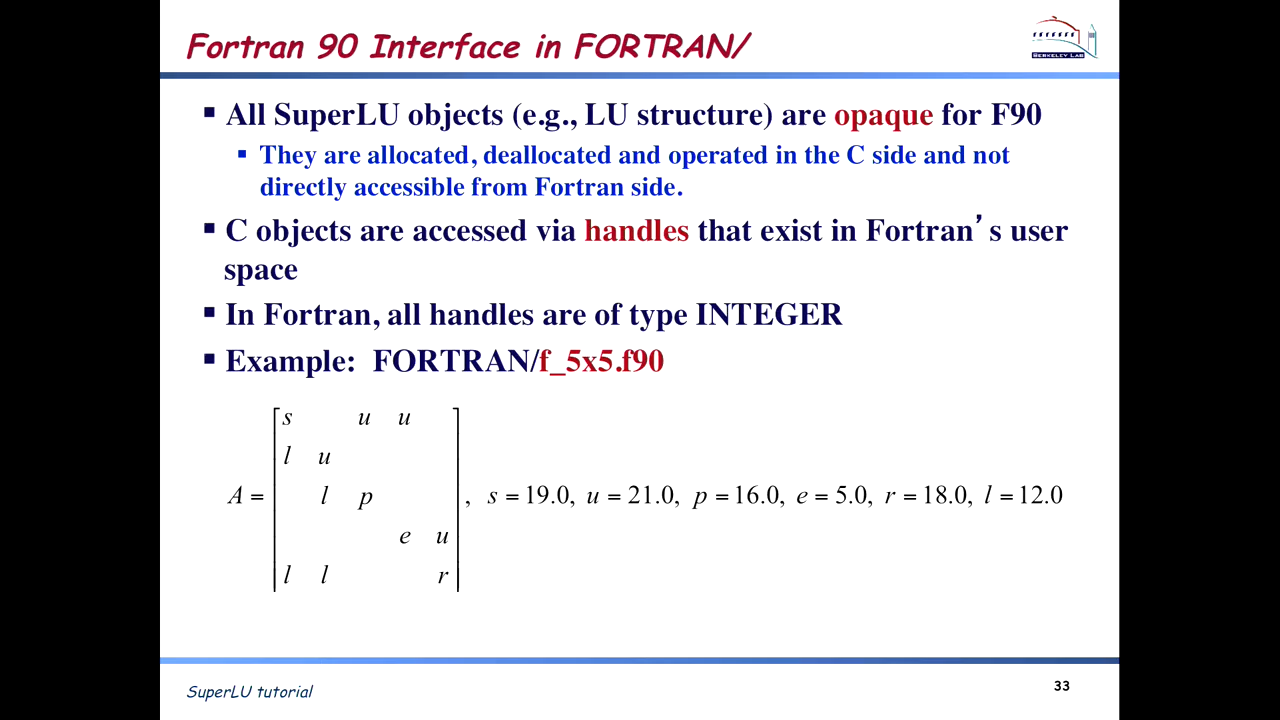 Fortran 90 Interface in FORTRAN/
BERKELEY LAB
▪ All SuperLU objects (e.g., LU structure) are opaque for F90
▪ They are allocated, deallocated and operated in the C side and not
directly accessible from Fortran side.
▪ C objects are accessed via handles that exist in Fortran’s user
space
▪ In Fortran, all handles are of type INTEGER
▪ Example: FORTRAN/f_5x5.f90
s u u
l u
A = l p , s = 19.0, u = 21.0, p = 16.0, e = 5.0, r = 18.0, l = 12.0
e u
l l r
SuperLU tutorial
33